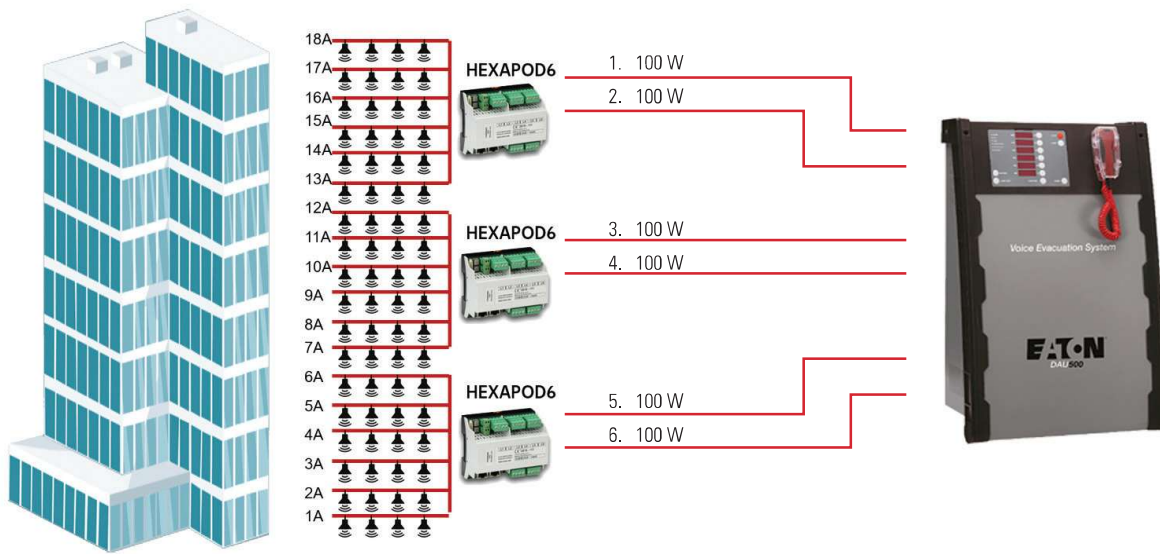 18A
17A
16A
15A
14A
13A
12A
11A
10A
9A
8A
7A
6A
5A
4A
3A
2A
1A
HEXAPOD6
HEXAPOD6
HEXAPOD6
1. 100 W
2. 100 W
3. 100 W
4. 100 W
5. 100 W
6. 100 W
Voice Evacuation System
EATON
DAU500